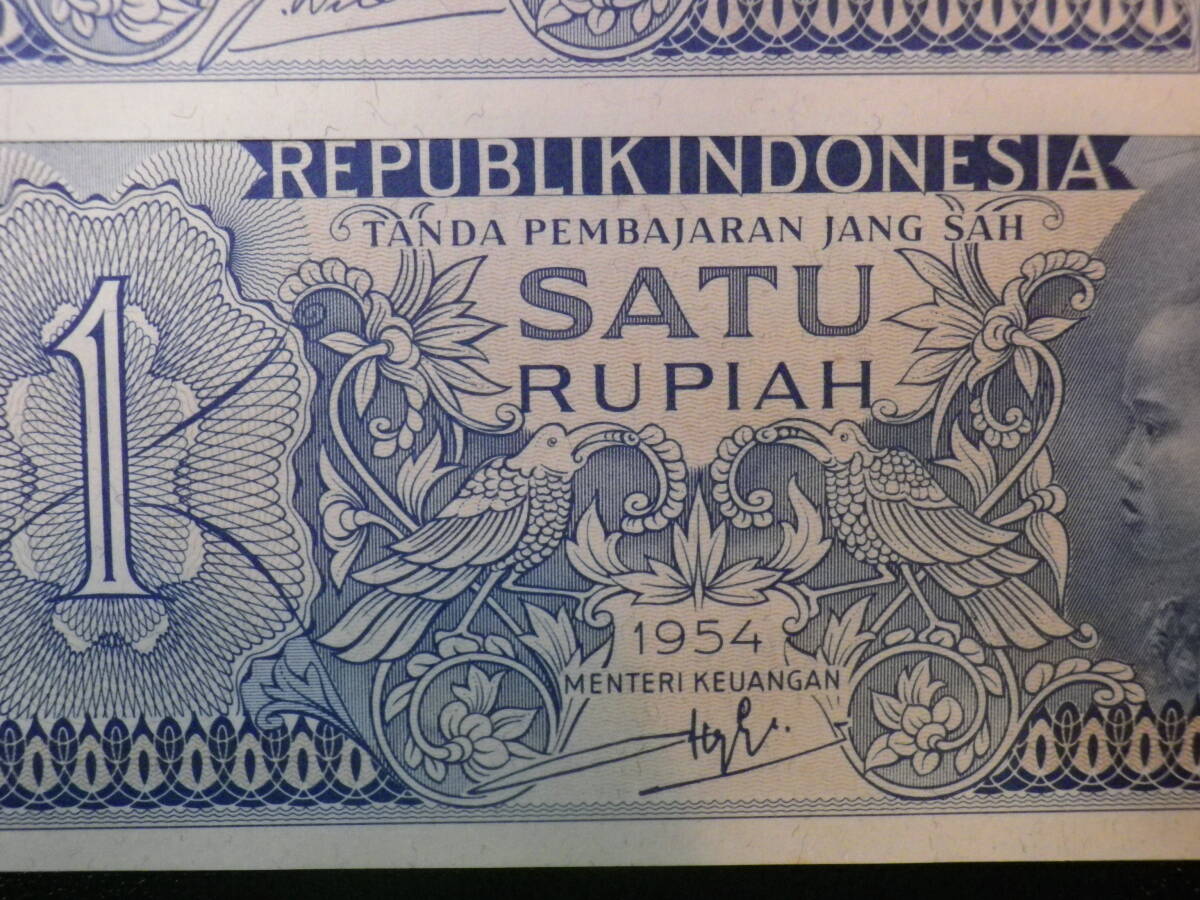 REPUBLIK INDONESIA
TANDA PEMBAJARAN JANG SAH
SATU
RUPIAH
1
1954
MENTERI KEUANGAN